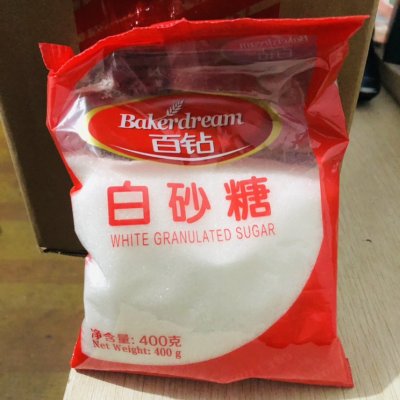 Bakerdream
百钻
白砂糖
WHITE GRANULATED SUGAR
净含量: 400克
Net Weight: 400 g